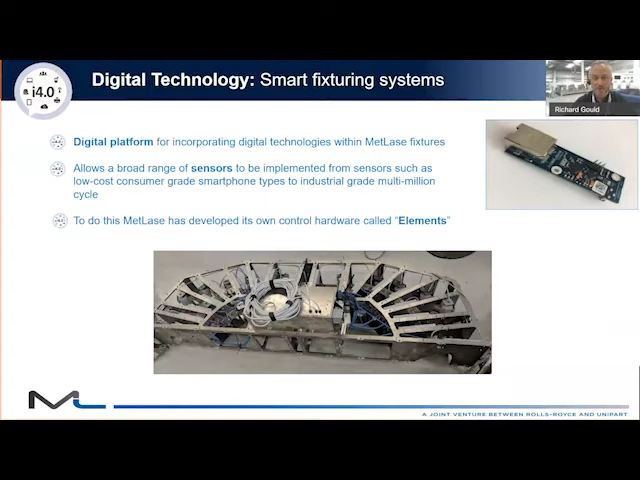 i4.0
Digital Technology: Smart fixturing systems
Richard Gould
Digital platform for incorporating digital technologies within MetLase fixtures
Allows a broad range of sensors to be implemented from sensors such as
low-cost consumer grade smartphone types to industrial grade multi-million
cycle
To do this MetLase has developed its own control hardware called “Elements”
A JOINT VENTURE BETWEEN ROLLS-ROYCE AND UNIPART